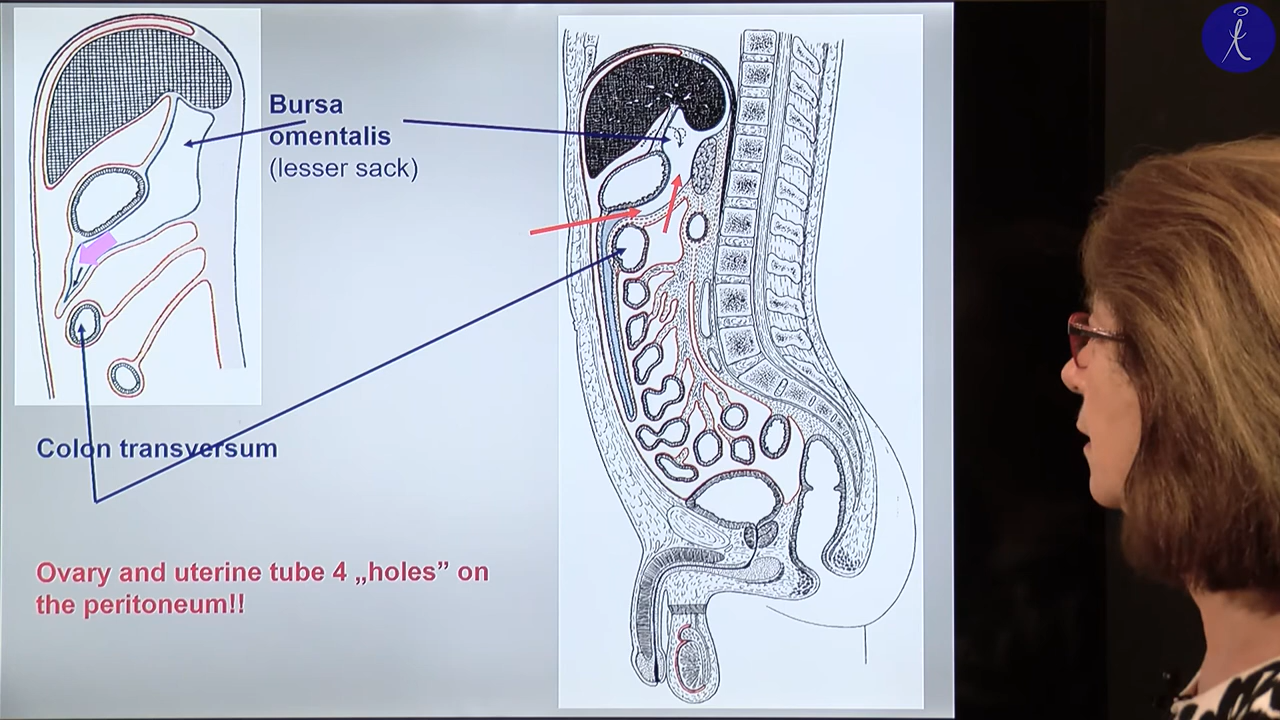 Bursa
omentalis
(lesser sack)
Colon transversum
Ovary and uterine tube 4 „holes” on
the peritoneum!!